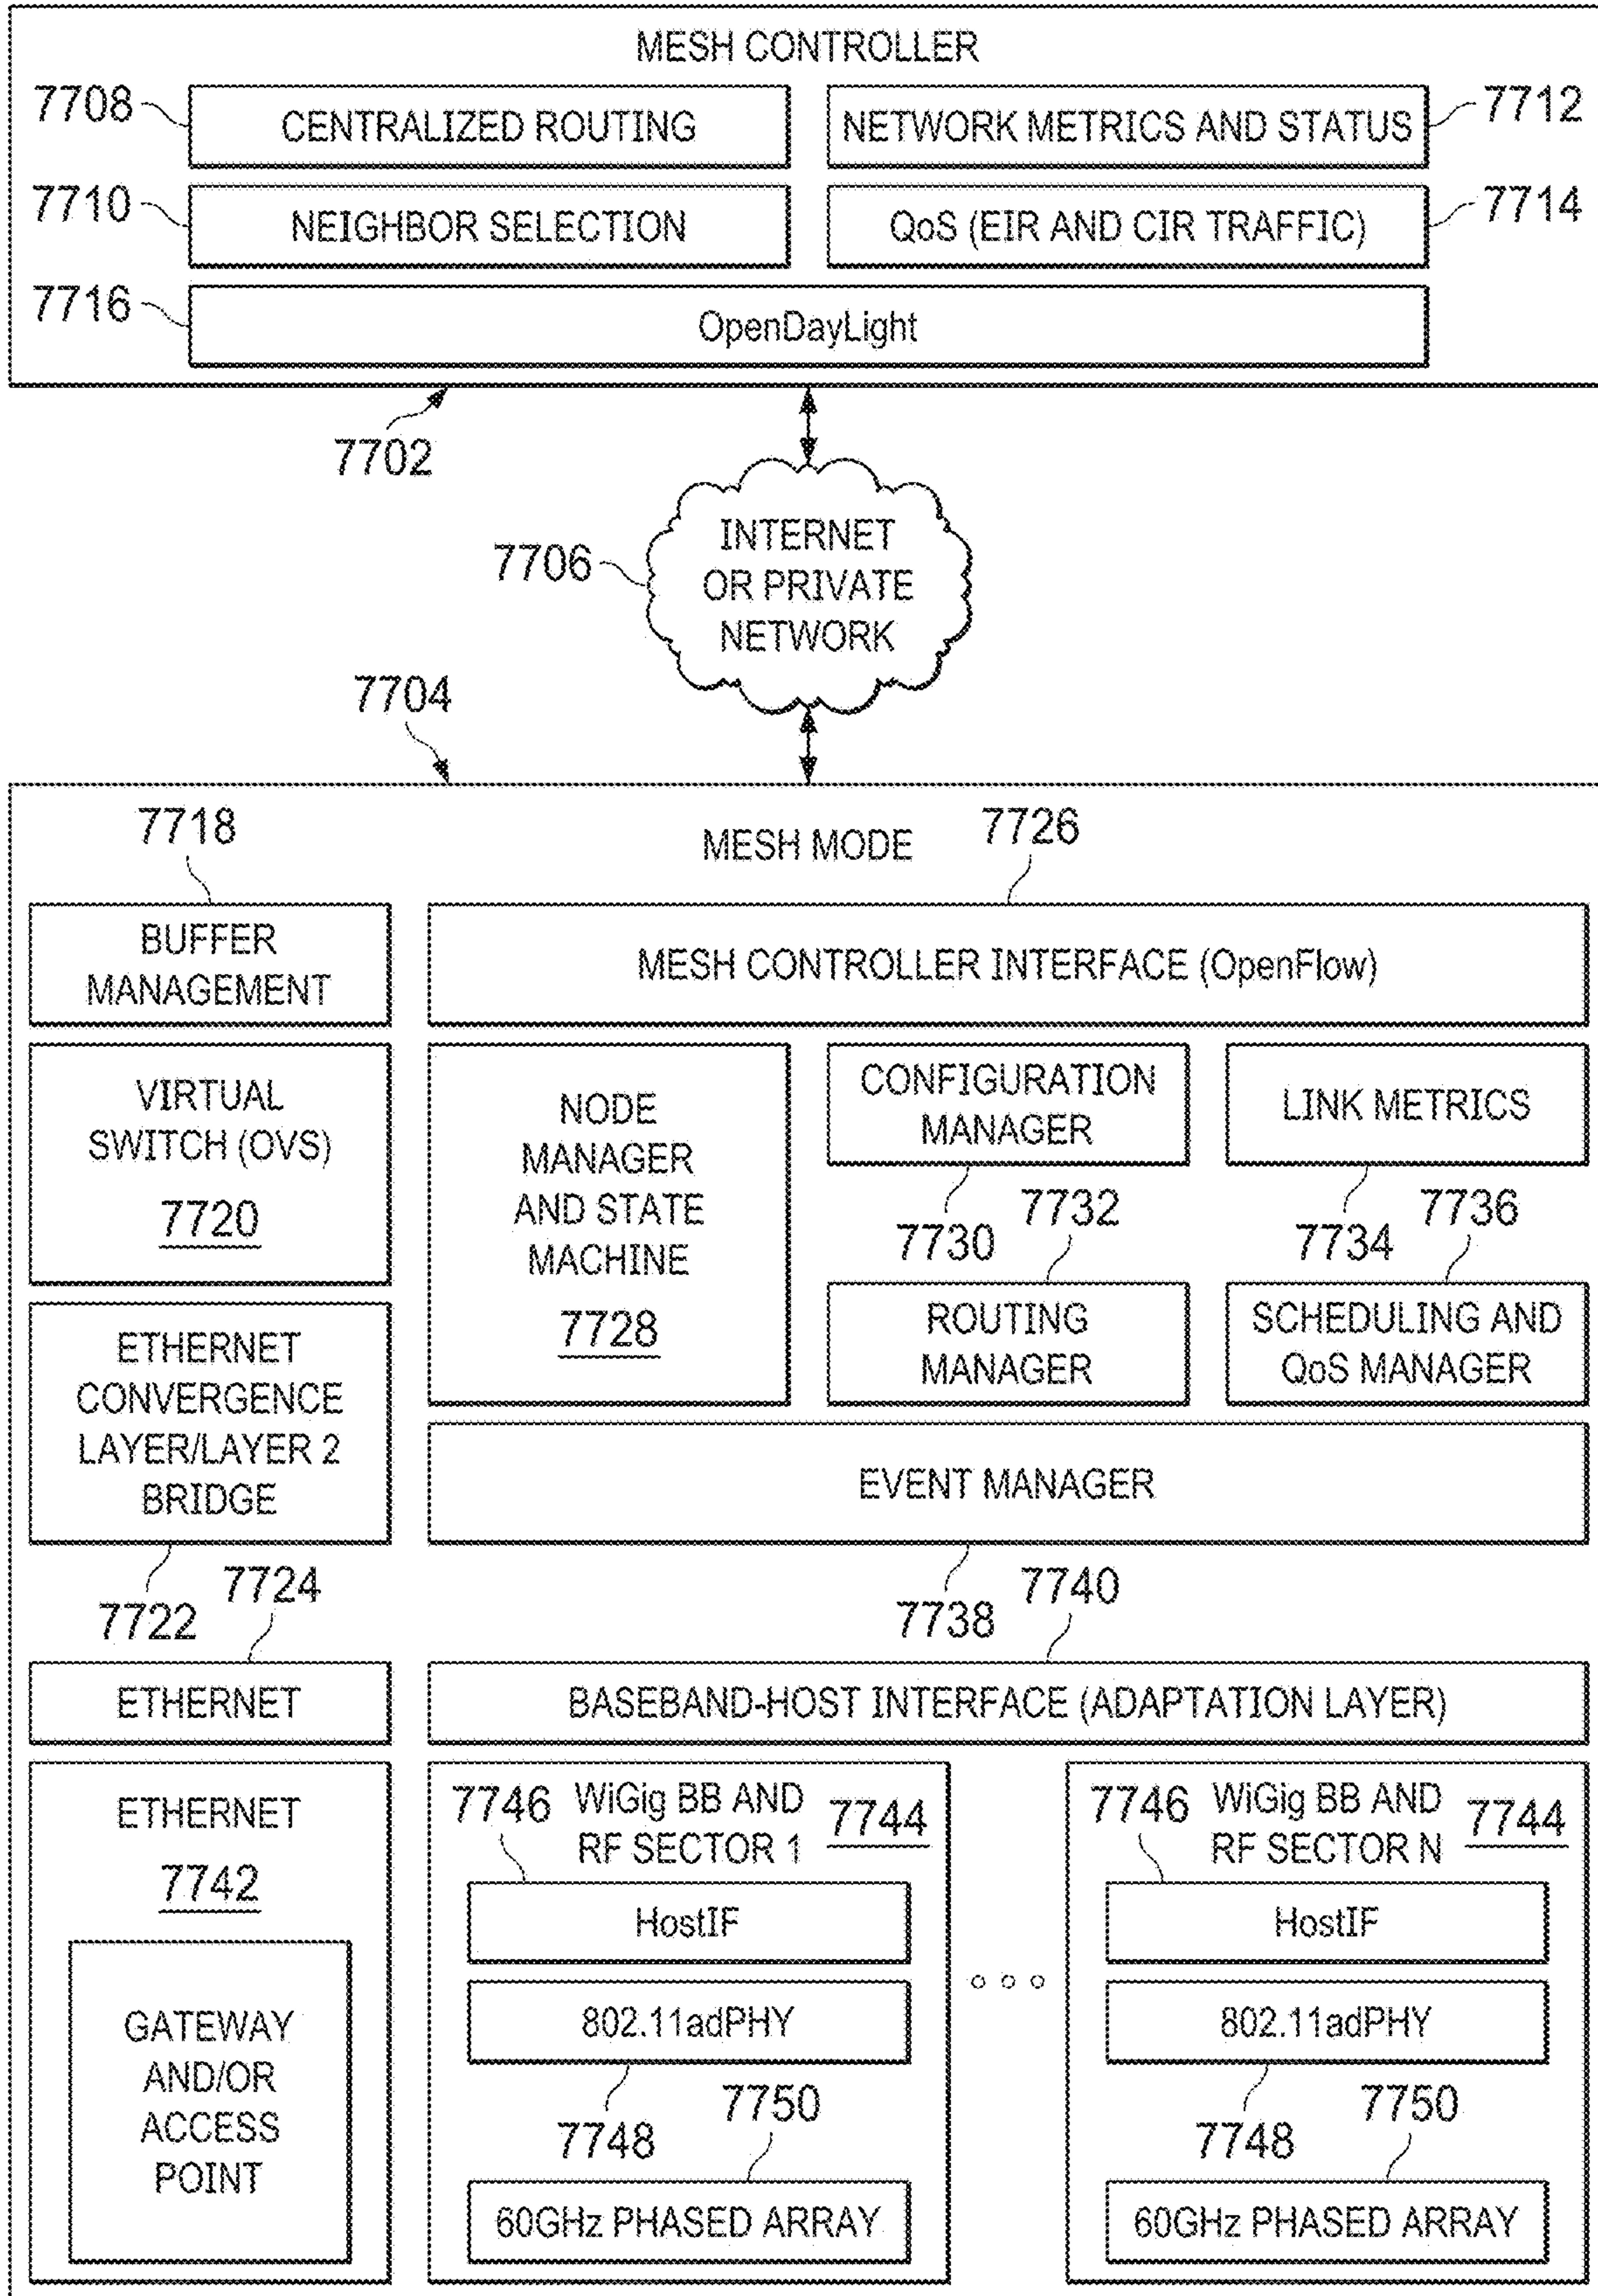 MESH CONTROLLER
7708
CENTRALIZED ROUTING
NETWORK METRICS AND STATUS
7712
7710
NEIGHBOR SELECTION
QoS (EIR AND CIR TRAFFIC)
7714
7716
OpenDayLight
7702
7706
INTERNET
OR PRIVATE
NETWORK
7704
7718
MESH MODE
7726
BUFFER
MANAGEMENT
MESH CONTROLLER INTERFACE (OpenFlow)
VIRTUAL
SWITCH (OVS)
7720
NODE
MANAGER
AND STATE
MACHINE
7728
CONFIGURATION
MANAGER
LINK METRICS
7730
7732
7734
7736
ROUTING
MANAGER
SCHEDULING AND
QoS MANAGER
ETHERNET
CONVERGENCE
LAYER/LAYER 2
BRIDGE
EVENT MANAGER
7722
7724
7738
7740
ETHERNET
BASEBAND-HOST INTERFACE (ADAPTATION LAYER)
ETHERNET
7742
GATEWAY
AND/OR
ACCESS
POINT
7746
WiGig BB AND
RF SECTOR 1
7744
HostIF
802.11adPHY
7748
7750
60GHz PHASED ARRAY
7746
WiGig BB AND
RF SECTOR N
7744
HostIF
802.11adPHY
7748
7750
60GHz PHASED ARRAY